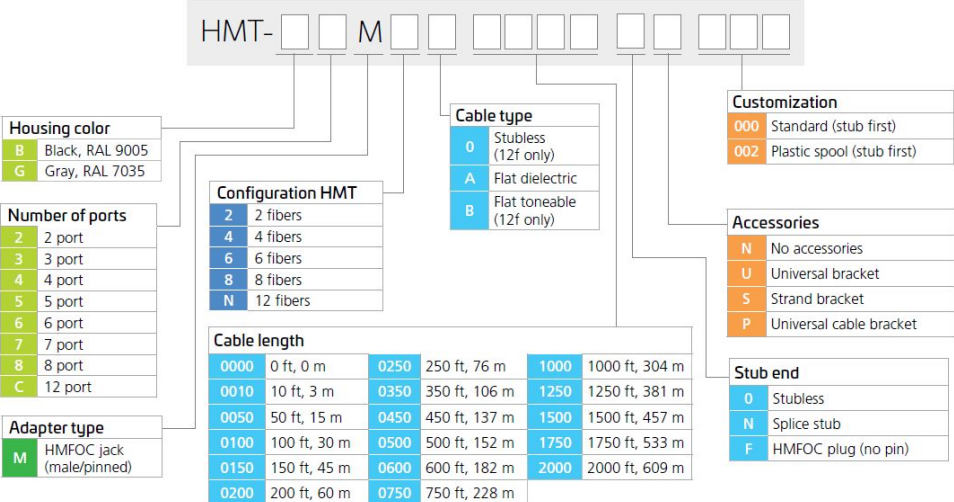 HMT- M
Housing color
B Black, RAL 9005
G Gray, RAL 7035
Number of ports
2 2 port
3 3 port
4 4 port
5 5 port
6 6 port
7 7 port
8 8 port
C 12 port
Adapter type
M HMFOC jack
(male/pinned)
Configuration HMT
2 2 fibers
4 4 fibers
6 6 fibers
8 8 fibers
N 12 fibers
Cable type
0 Stubless
(12f only)
A Flat dielectric
B Flat toneable
(12f only)
Cable length
0000 0 ft, 0 m 0250 250 ft, 76 m 1000 1000 ft, 304 m
0010 10 ft, 3 m 0350 350 ft, 106 m 1250 1250 ft, 381 m
0050 50 ft, 15 m 0450 450 ft, 137 m 1500 1500 ft, 457 m
0100 100 ft, 30 m 0500 500 ft, 152 m 1750 1750 ft, 533 m
0150 150 ft, 45 m 0600 600 ft, 182 m 2000 2000 ft, 609 m
0200 200 ft, 60 m 0750 750 ft, 228 m
Customization
000 Standard (stub first)
002 Plastic spool (stub first)
Accessories
N No accessories
U Universal bracket
S Strand bracket
P Universal cable bracket
Stub end
0 Stubless
N Splice stub
F HMFOC plug (no pin)